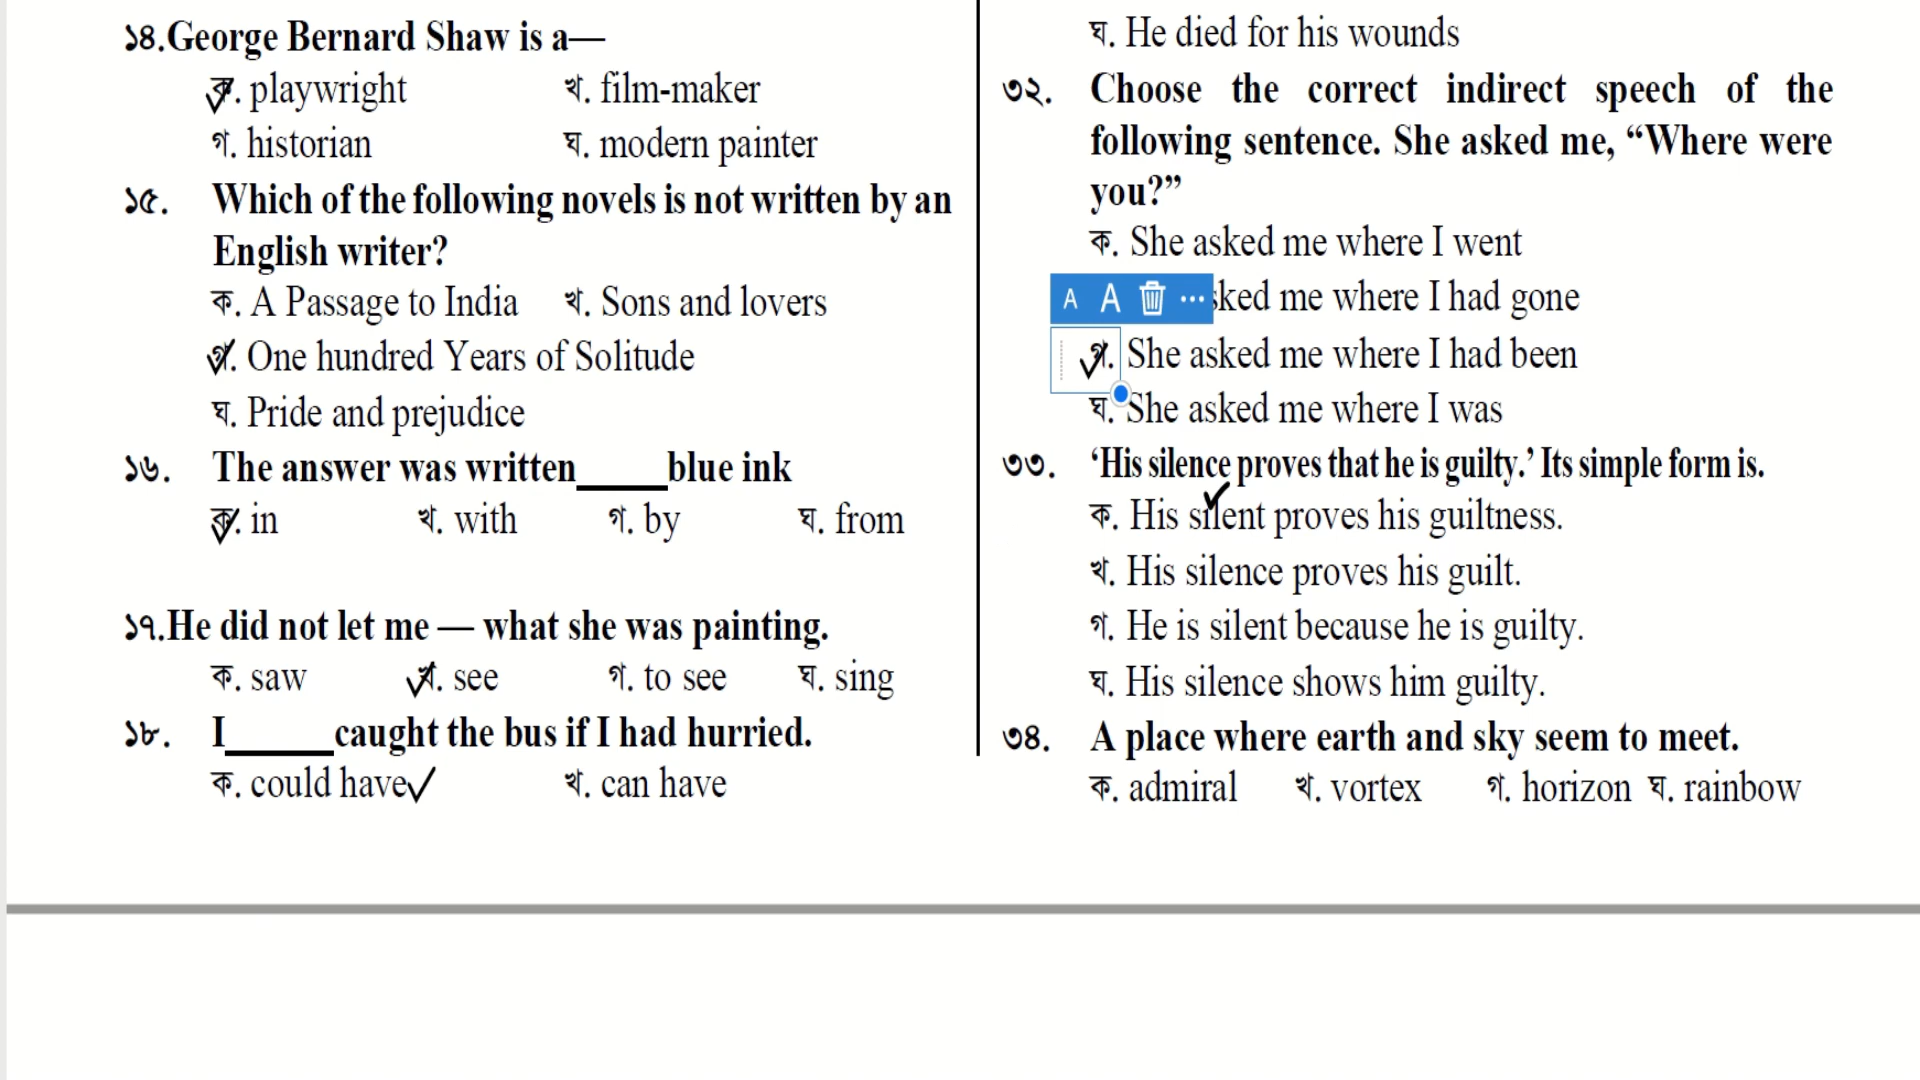 ১৪.George Bernard Shaw is a—
ক. playwright খ. film-maker
গ. historian ঘ. modern painter
১৫. Which of the following novels is not written by an
English writer?
ক. A Passage to India খ. Sons and lovers
গ. One hundred Years of Solitude
ঘ. Pride and prejudice
১৬. The answer was written_____blue ink
ক. in খ. with গ. by ঘ. from
১৭.He did not let me — what she was painting.
ক. saw খ. see গ. to see ঘ. sing
১৮. I______caught the bus if I had hurried.
ক. could have খ. can have
ঘ. He died for his wounds
৩২. Choose the correct indirect speech of the
following sentence. She asked me, “Where were
you?”
ক. She asked me where I went
A A ... sked me where I had gone
গ. She asked me where I had been
ঘ. She asked me where I was
৩৩. ‘His silence proves that he is guilty.’ Its simple form is.
ক. His silent proves his guiltness.
খ. His silence proves his guilt.
গ. He is silent because he is guilty.
ঘ. His silence shows him guilty.
৩৪. A place where earth and sky seem to meet.
ক. admiral খ. vortex গ. horizon ঘ. rainbow